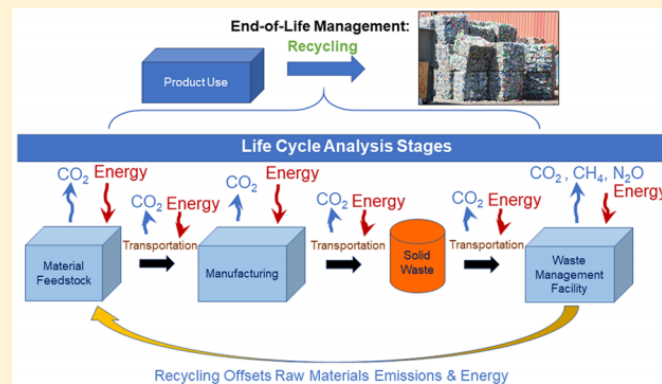 End-of-Life Management:
Recycling
Product Use
Life Cycle Analysis Stages
CO₂ Energy
CO₂ Energy
CO₂ Energy
CO₂ Energy
CO₂ Energy
CO₂ , CH₄, N₂O
Energy
Material
Feedstock
Transportation
Manufacturing
Transportation
Solid
Waste
Transportation
Waste
Management
Facility
Recycling Offsets Raw Materials Emissions & Energy